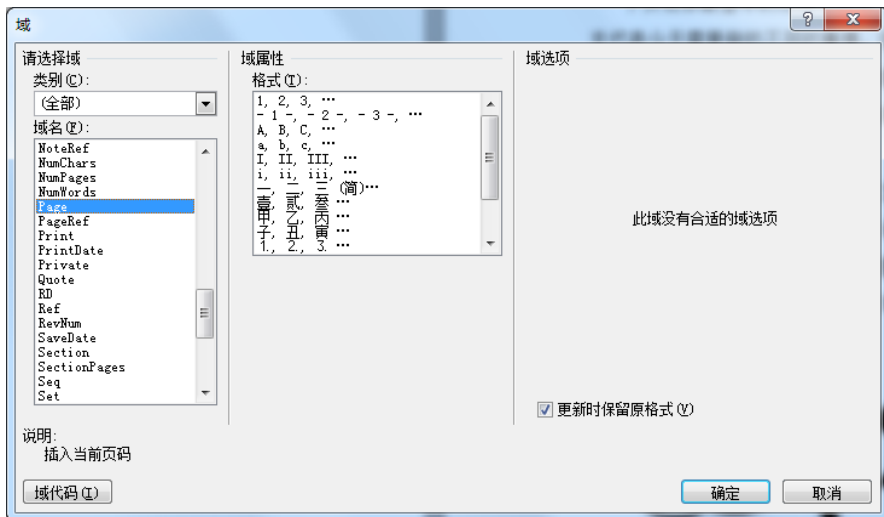 域
请选择域
类别(C):
(全部)
域名(F):
NoteRef
NumChars
NumPages
NumWords
Page
PageRef
Print
PrintDate
Private
Quote
RD
Ref
RevNum
SaveDate
Section
SectionPages
Seq
Set
域属性
格式(T):
1, 2, 3, …
- 1 -, - 2 -, - 3 -, …
A, B, C, …
a, b, c, …
I, II, III, …
i, ii, iii, …
一, 二, 三 (简)…
壹, 贰, 叁 …
甲, 乙, 丙 …
子, 丑, 寅 …
1., 2., 3. …
域选项
此域没有合适的域选项
更新时保留原格式(V)
说明:
插入当前页码
域代码(I)
确定
取消